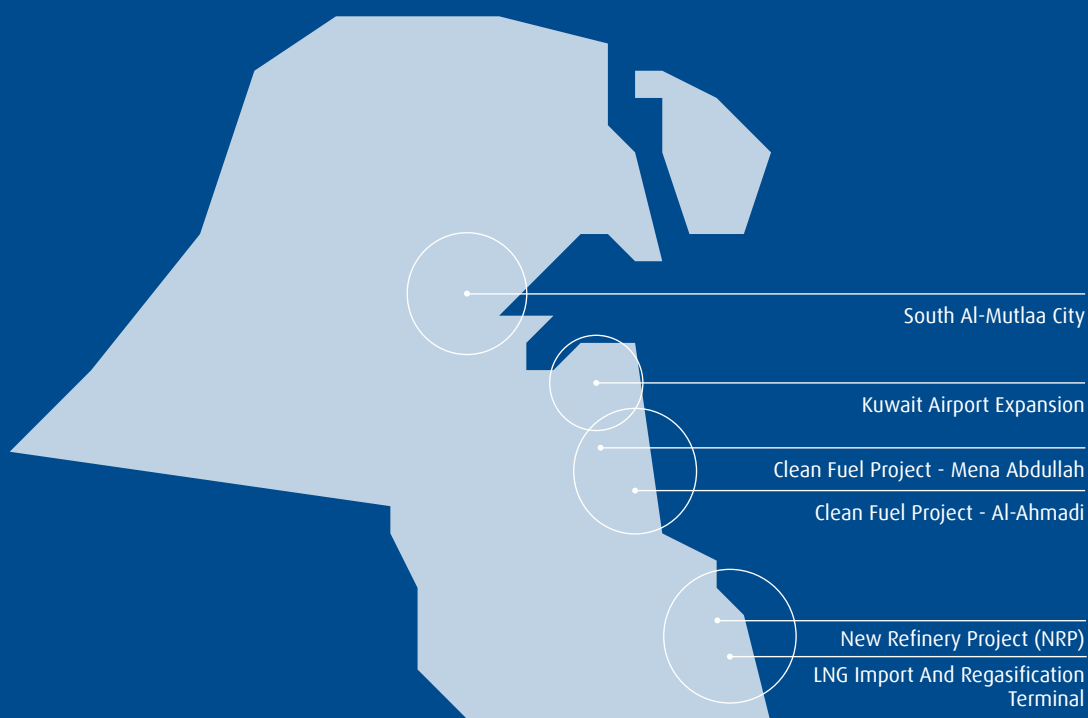 South Al-Mutlaa City
Kuwait Airport Expansion
Clean Fuel Project - Mena Abdullah
Clean Fuel Project - Al-Ahmadi
New Refinery Project (NRP)
LNG Import And Regasification
Terminal